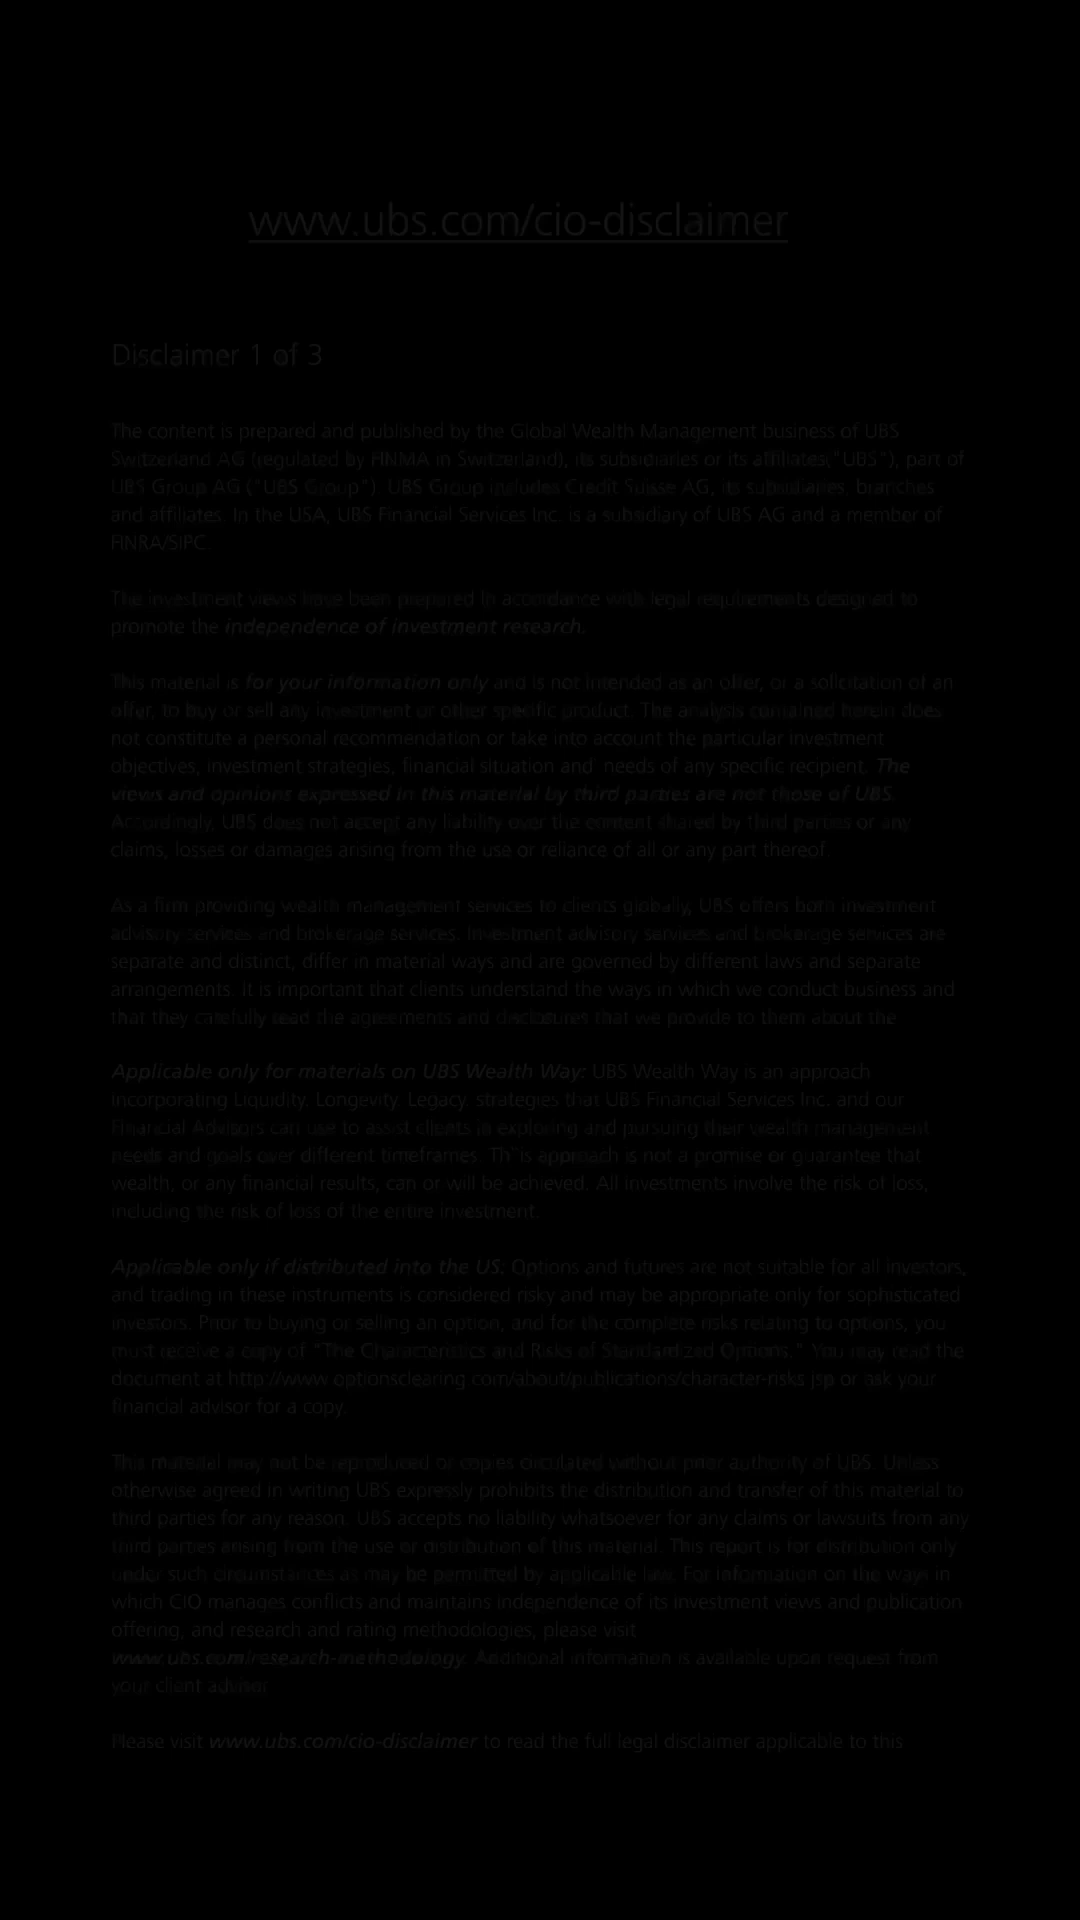 www.ubs.com/cio-disclaimer
Disclaimer 1 of 3
The content is prepared and published by the Global Wealth Management business of UBS
Switzerland AG (regulated by FINMA in Switzerland), its subsidiaries or its affiliates("UBS"), part of
UBS Group AG ("UBS Group"). UBS Group includes Credit Suisse AG, its subsidiaries, branches
and affiliates. In the USA, UBS Financial Services Inc. is a subsidiary of UBS AG and a member of
FINRA/SIPC.
The investment views have been prepared in accordance with legal requirements designed to
promote the independence of investment research.
This material is for your information only and is not intended as an offer, or a solicitation of an
offer, to buy or sell any investment or other specific product. The analysis contained herein does
not constitute a personal recommendation or take into account the particular investment
objectives, investment strategies, financial situation and needs of any specific recipient. The
views and opinions expressed in this material by third parties are not those of UBS.
Accordingly, UBS does not accept any liability over the content shared by third parties or any
claims, losses or damages arising from the use or reliance of all or any part thereof.
As a firm providing wealth management services to clients globally, UBS offers both investment
advisory services and brokerage services. Investment advisory services and brokerage services are
separate and distinct, differ in material ways and are governed by different laws and separate
arrangements. It is important that clients understand the ways in which we conduct business and
that they carefully read the agreements and disclosures that we provide to them about the
Applicable only for materials on UBS Wealth Way: UBS Wealth Way is an approach
incorporating Liquidity. Longevity. Legacy. strategies that UBS Financial Services Inc. and our
Financial Advisors can use to assist clients in exploring and pursuing their wealth management
needs and goals over different timeframes. Th"is approach is not a promise or guarantee that
wealth, or any financial results, can or will be achieved. All investments involve the risk of loss,
including the risk of loss of the entire investment.
Applicable only if distributed into the US. Options and futures are not suitable for all investors,
and trading in these instruments is considered risky and may be appropriate only for sophisticated
investors. Prior to buying or selling an option, and for the complete risks relating to options, you
must receive a copy of "The Characteristics and Risks of Standardized Options." You may read the
document at http://www.optionsclearing.com/about/publications/character-risks.jsp or ask your
financial advisor for a copy.
This material may not be reproduced or copies circulated without prior authority of UBS. Unless
otherwise agreed in writing UBS expressly prohibits the distribution and transfer of this material to
third parties for any reason. UBS accepts no liability whatsoever for any claims or lawsuits from any
third parties arising from the use or distribution of this material. This report is for distribution only
under such circumstances as may be permitted by applicable law. For information on the ways in
which CIO manages conflicts and maintains independence of its investment views and publication
offering, and research and rating methodologies, please visit
www.ubs.com/research-methodology. Additional information is available upon request from
your client advisor.
Please visit www.ubs.com/cio-disclaimer to read the full legal disclaimer applicable to this